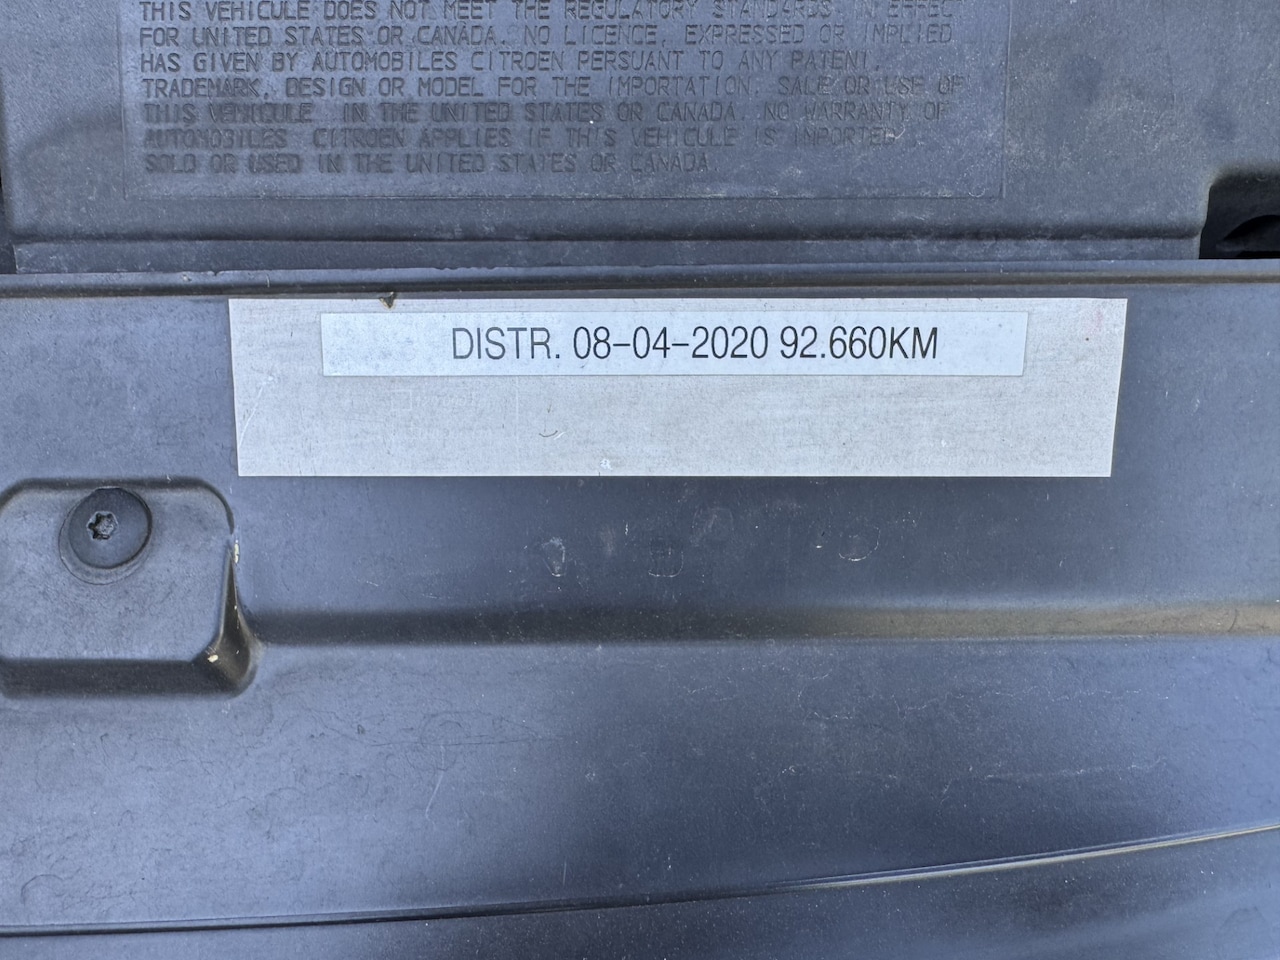 THIS VEHICULE DOES NOT MEET THE REGULATORY STANDARDS IN EFFECT
FOR UNITED STATES OR CANADA. NO LICENCE, EXPRESSED OR IMPLIED
HAS GIVEN BY AUTOMOBILES CITROEN PERSUANT TO ANY PATENT,
TRADEMARK, DESIGN OR MODEL FOR THE IMPORTATION, SALE OR USE OF
THIS VEHICULE IN THE UNITED STATES OR CANADA. NO WARRANTY OF
AUTOMOBILES CITROEN APPLIES IF THIS VEHICULE IS IMPORTED
SOLD OR USED IN THE UNITED STATES OR CANADA
DISTR. 08-04-2020 92.660KM